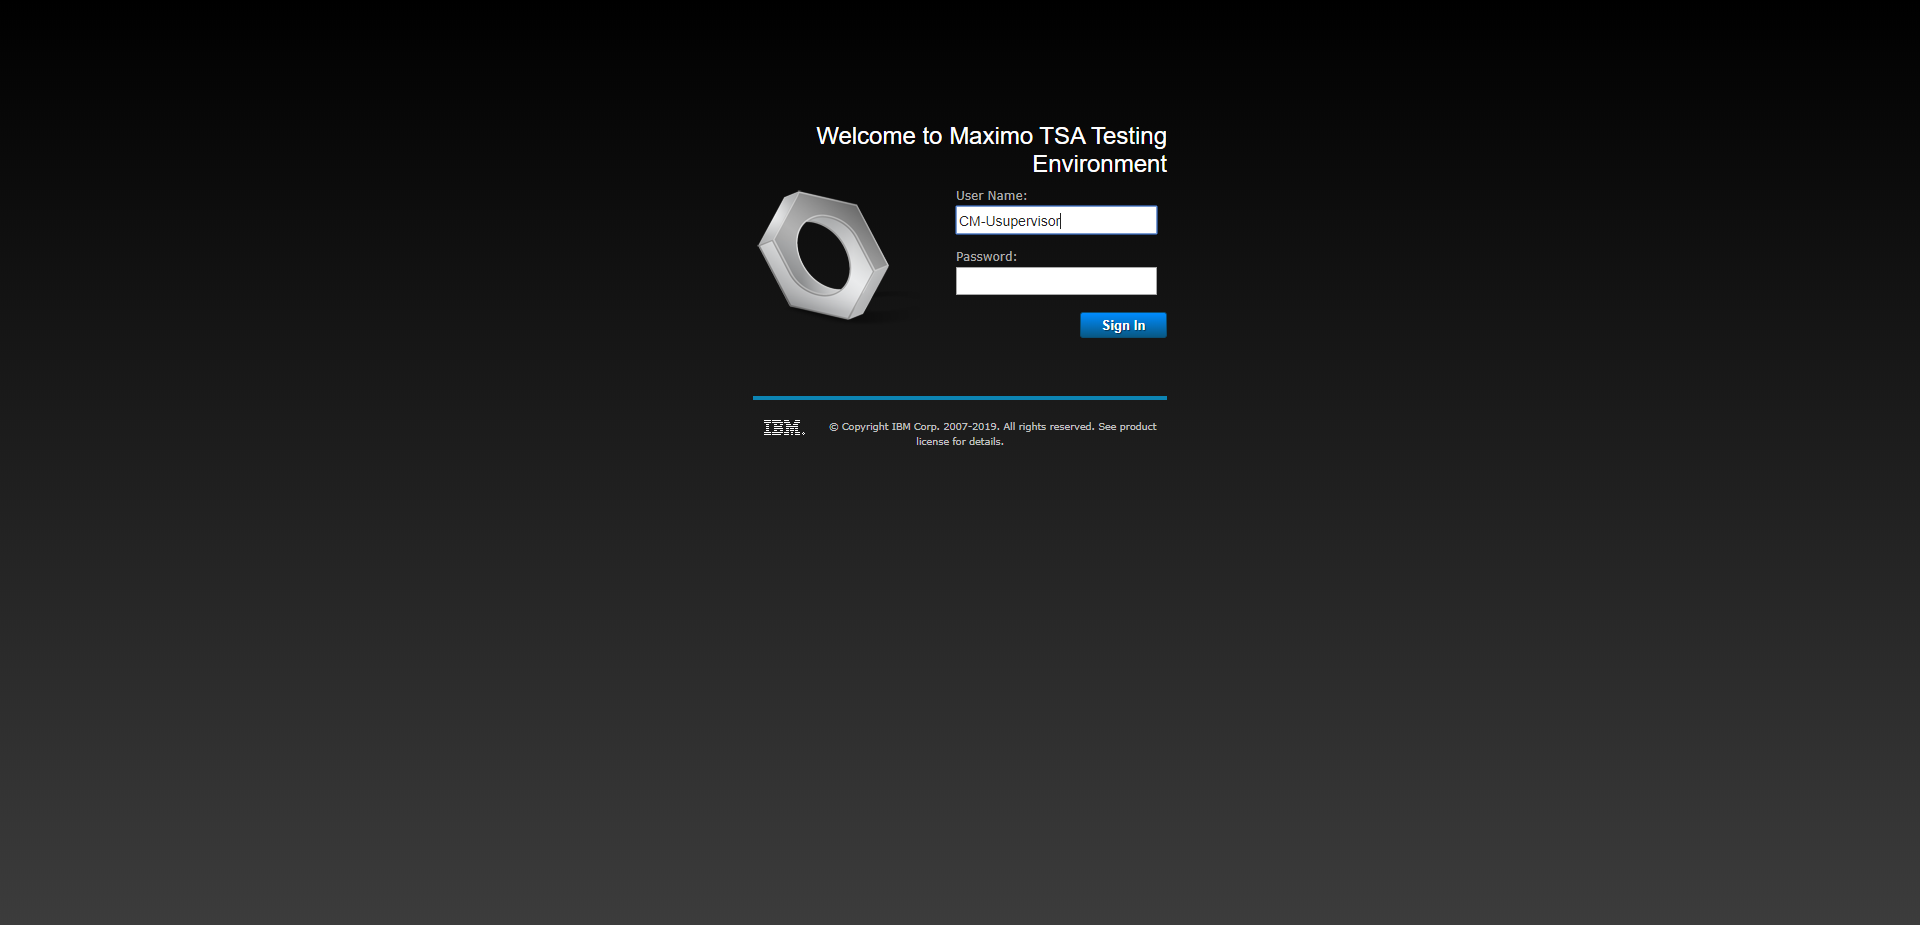 Welcome to Maximo TSA Testing
Environment
User Name:
CM-Usupervisor
Password:
Sign In
IBM.
© Copyright IBM Corp. 2007-2019. All rights reserved. See product
license for details.